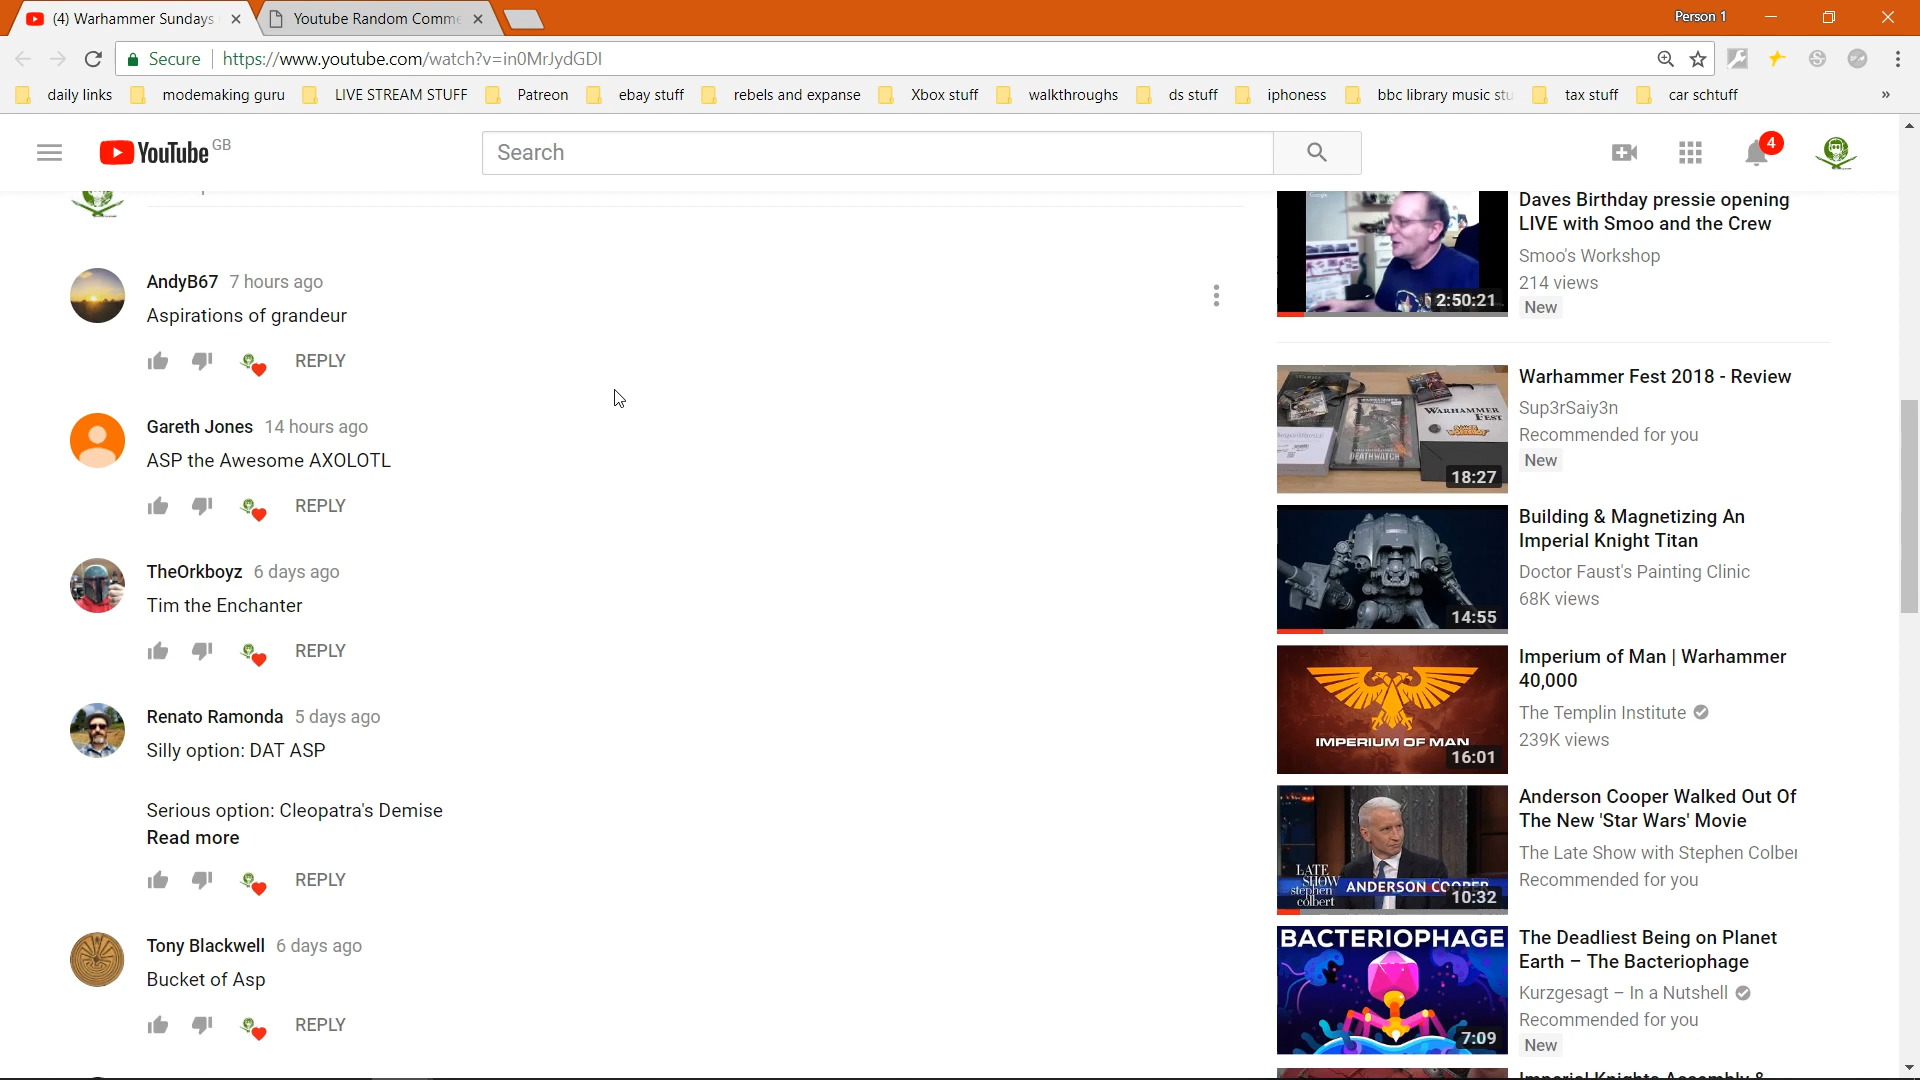 (4) Warhammer Sundays
Youtube Random Comme
Person 1
Secure
https://www.youtube.com/watch?v=in0MrJydGDI
daily links
modemaking guru
LIVE STREAM STUFF
Patreon
ebay stuff
rebels and expanse
Xbox stuff
walkthroughs
ds stuff
iphoness
bbc library music stu
tax stuff
car schtuff
»
YouTube GB
Search
4
AndyB67 7 hours ago
Aspirations of grandeur
REPLY
Gareth Jones 14 hours ago
ASP the Awesome AXOLOTL
REPLY
TheOrkboyz 6 days ago
Tim the Enchanter
REPLY
Renato Ramonda 5 days ago
Silly option: DAT ASP
Serious option: Cleopatra's Demise
Read more
REPLY
Tony Blackwell 6 days ago
Bucket of Asp
REPLY
2:50:21
Daves Birthday pressie opening
LIVE with Smoo and the Crew
Smoo's Workshop
214 views
New
WARHAMMER
FEST
DEATHWATCH
18:27
Warhammer Fest 2018 - Review
Sup3rSaiy3n
Recommended for you
New
14:55
Building & Magnetizing An
Imperial Knight Titan
Doctor Faust's Painting Clinic
68K views
IMPERIUM OF MAN
16:01
Imperium of Man | Warhammer
40,000
The Templin Institute
239K views
LATE
SHOW
stephen
colbert
ANDERSON COOPER
10:32
Anderson Cooper Walked Out Of
The New 'Star Wars' Movie
The Late Show with Stephen Colber
Recommended for you
BACTERIOPHAGE
7:09
The Deadliest Being on Planet
Earth – The Bacteriophage
Kurzgesagt – In a Nutshell
Recommended for you
New
Imperial Knights Assembly &